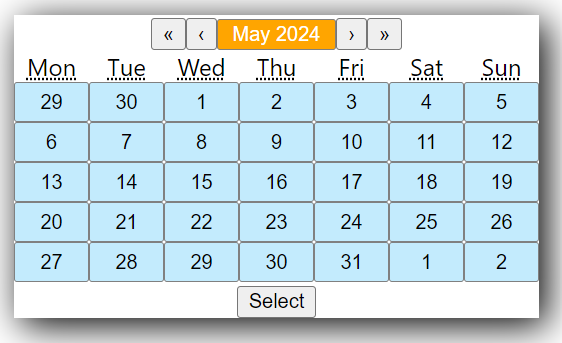 « ‹ May 2024 › »
Mon Tue Wed Thu Fri Sat Sun
29 30 1 2 3 4 5
6 7 8 9 10 11 12
13 14 15 16 17 18 19
20 21 22 23 24 25 26
27 28 29 30 31 1 2
Select